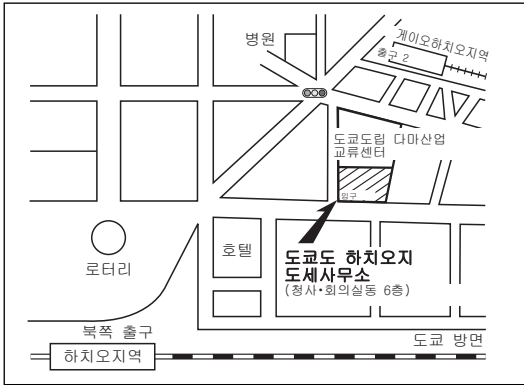 병원
게이오하치오지역
출구 2
도쿄도립 다마산업
교류센터
입구
도쿄도 하치오지
도세사무소
(청사•회의실동 6층)
호텔
로터리
북쪽 출구
하치오지역
도쿄 방면